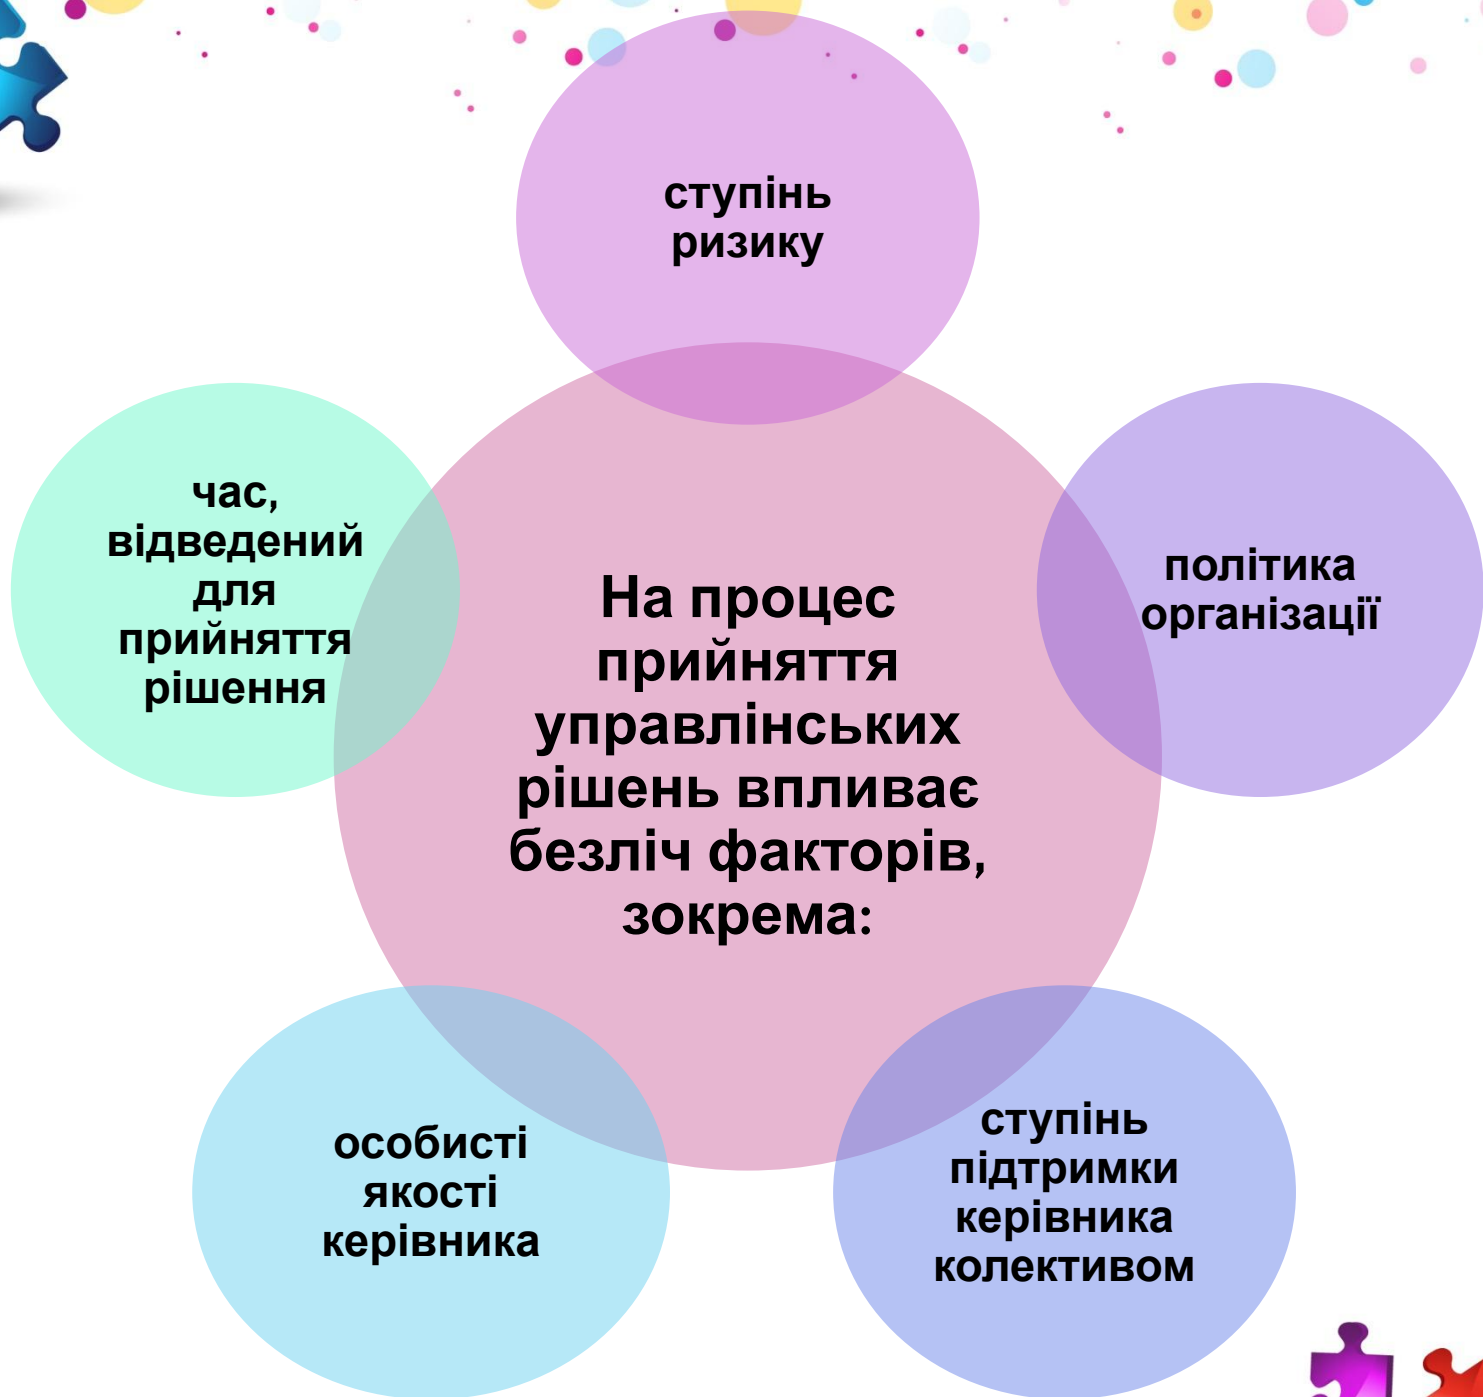 ступінь
ризику
час,
відведений
для
прийняття
рішення
На процес
прийняття
управлінських
рішень впливає
безліч факторів,
зокрема:
політика
організації
особисті
якості
керівника
ступінь
підтримки
керівника
колективом